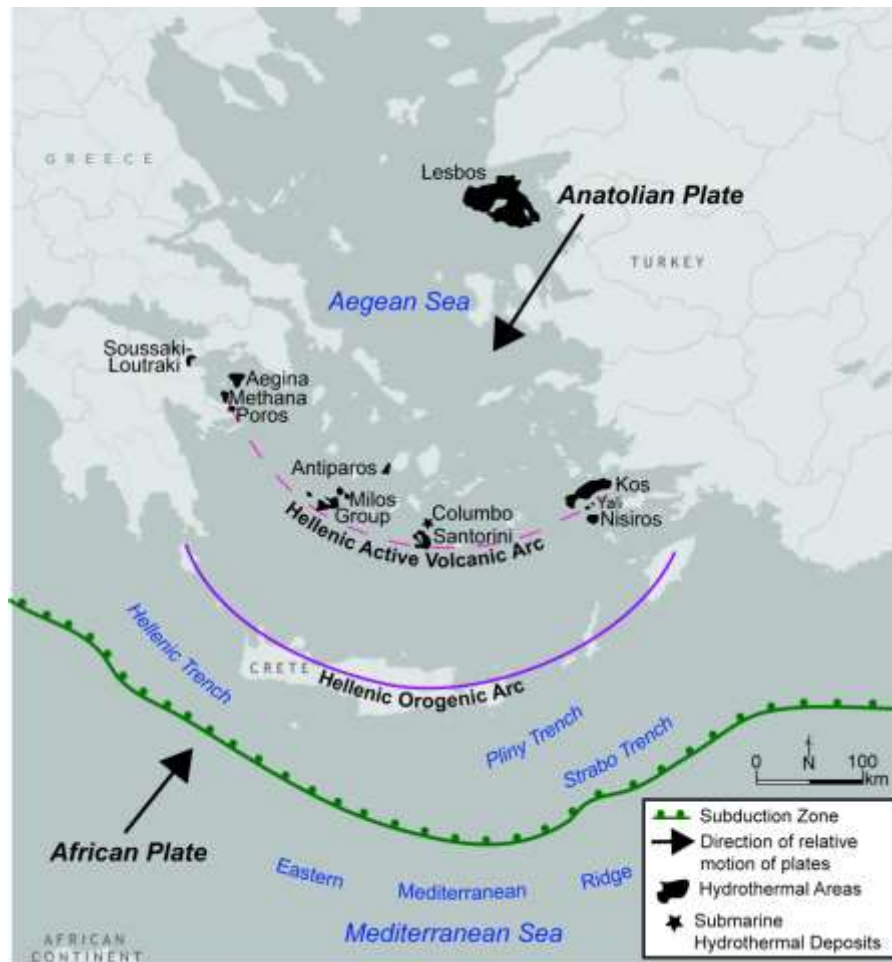 GREECE
Lesbos
Anatolian Plate
TURKEY
Aegean Sea
Soussaki-
Loutraki
Aegina
Methana
Poros
Antiparos
Milos
Group
Columbo
Santorini
Kos
Yali
Nisiros
Hellenic Active Volcanic Arc
Hellenic Trench
CRETE
Hellenic Orogenic Arc
Pliny Trench
Strabo Trench
0 N 100
km
African Plate
Eastern Mediterranean Ridge
Mediterranean Sea
AFRICAN
CONTINENT
Subduction Zone
Direction of relative
motion of plates
Hydrothermal Areas
Submarine
Hydrothermal Deposits